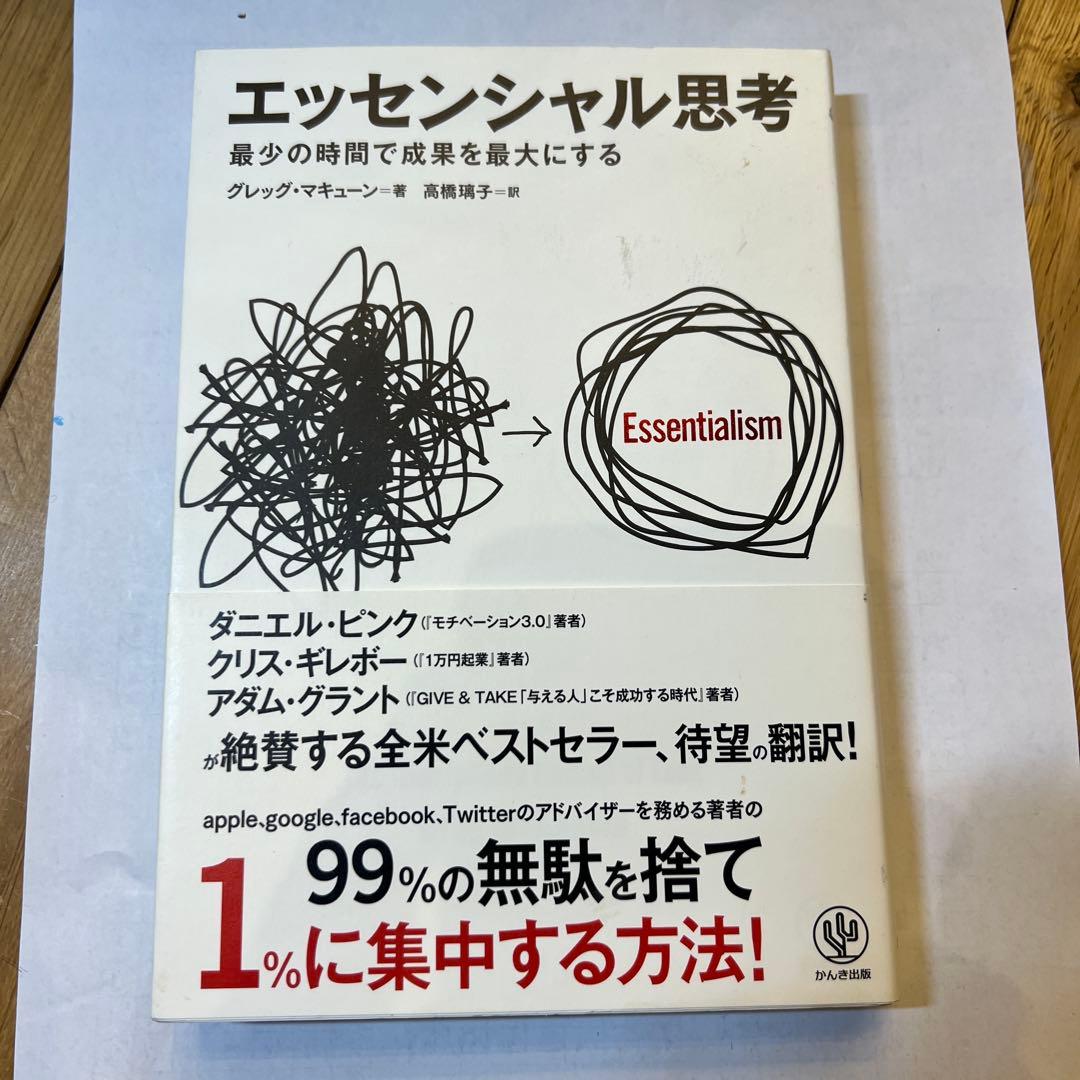 エッセンシャル思考
最少の時間で成果を最大にする
グレッグ・マキューン=著 高橋璃子=訳
Essentialism
ダニエル・ピンク(『モチベーション3.0』著者)
クリス・ギレボー(『1万円起業』著者)
アダム・グラント(『GIVE & TAKE「与える人」こそ成功する時代』著者)
が絶賛する全米ベストセラー、待望の翻訳!
apple、google、facebook、Twitterのアドバイザーを務める著者の
99%の無駄を捨て
1%に集中する方法!
かんき出版